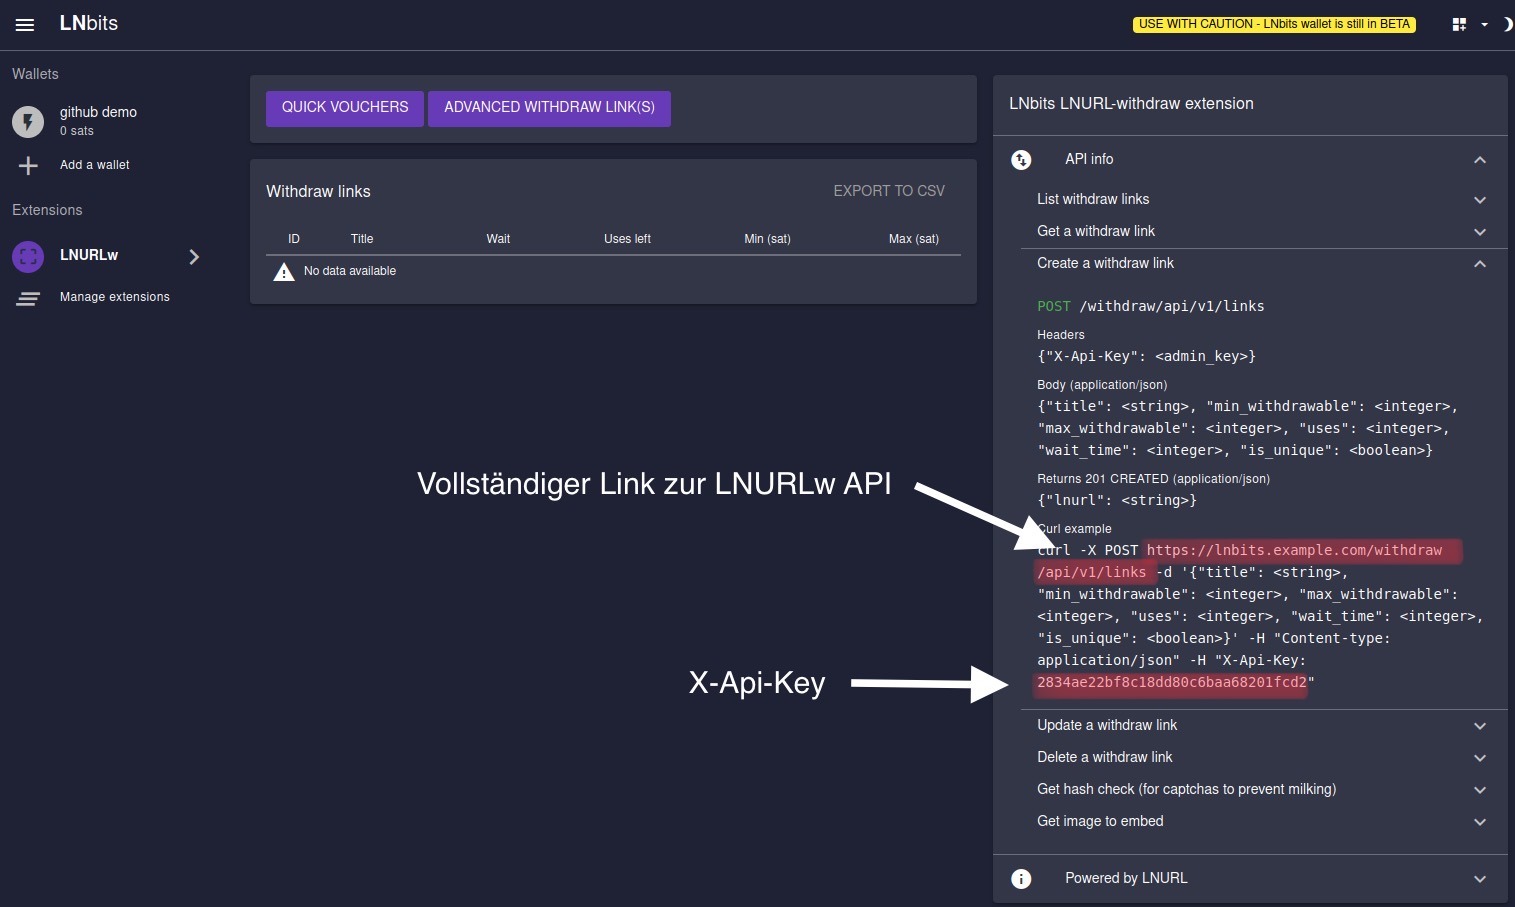 LNbits
USE WITH CAUTION - LNbits wallet is still in BETA
Wallets
github demo
0 sats
Add a wallet
Extensions
LNURLw
Manage extensions
QUICK VOUCHERS
ADVANCED WITHDRAW LINK(S)
Withdraw links
EXPORT TO CSV
ID Title Wait Uses left Min (sat) Max (sat)
No data available
Vollständiger Link zur LNURLw API
X-Api-Key
LNbits LNURL-withdraw extension
API info
List withdraw links
Get a withdraw link
Create a withdraw link
POST /withdraw/api/v1/links
Headers
{"X-Api-Key": <admin_key>}
Body (application/json)
{"title": <string>, "min_withdrawable": <integer>,
"max_withdrawable": <integer>, "uses": <integer>,
"wait_time": <integer>, "is_unique": <boolean>}
Returns 201 CREATED (application/json)
{"lnurl": <string>}
Curl example
curl -X POST https://lnbits.example.com/withdraw
/api/v1/links -d '{"title": <string>,
"min_withdrawable": <integer>, "max_withdrawable":
<integer>, "uses": <integer>, "wait_time": <integer>,
"is_unique": <boolean>}' -H "Content-type:
application/json" -H "X-Api-Key:
2834ae22bf8c18dd80c6baa68201fcd2"
Update a withdraw link
Delete a withdraw link
Get hash check (for captchas to prevent milking)
Get image to embed
Powered by LNURL